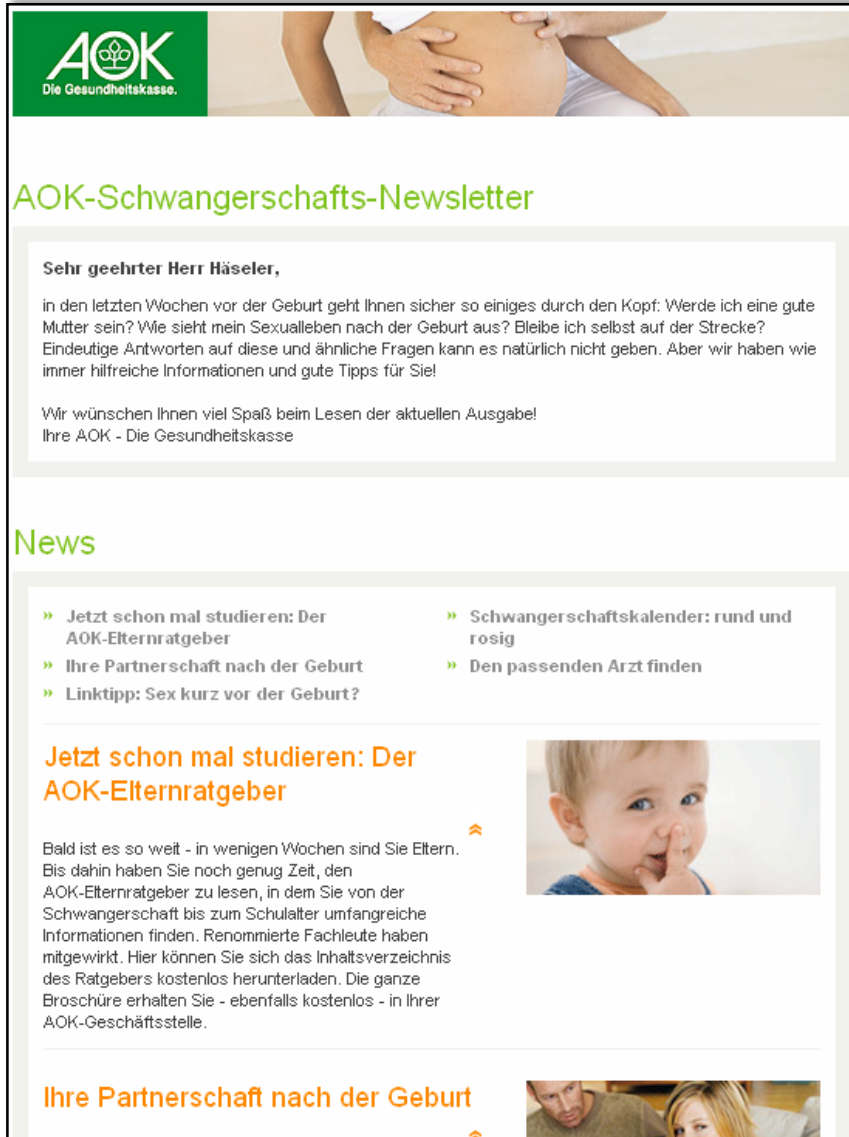 AOK
Die Gesundheitskasse.
AOK-Schwangerschafts-Newsletter
Sehr geehrter Herr Häseler,
in den letzten Wochen vor der Geburt geht Ihnen sicher so einiges durch den Kopf: Werde ich eine gute
Mutter sein? Wie sieht mein Sexualleben nach der Geburt aus? Bleibe ich selbst auf der Strecke?
Eindeutige Antworten auf diese und ähnliche Fragen kann es natürlich nicht geben. Aber wir haben wie
immer hilfreiche Informationen und gute Tipps für Sie!
Wir wünschen Ihnen viel Spaß beim Lesen der aktuellen Ausgabe!
Ihre AOK - Die Gesundheitskasse
News
» Jetzt schon mal studieren: Der
AOK-Elternratgeber
» Ihre Partnerschaft nach der Geburt
» Linktipp: Sex kurz vor der Geburt?
» Schwangerschaftskalender: rund und
rosig
» Den passenden Arzt finden
Jetzt schon mal studieren: Der
AOK-Elternratgeber
Bald ist es so weit - in wenigen Wochen sind Sie Eltern.
Bis dahin haben Sie noch genug Zeit, den
AOK-Elternratgeber zu lesen, in dem Sie von der
Schwangerschaft bis zum Schulalter umfangreiche
Informationen finden. Renommierte Fachleute haben
mitgewirkt. Hier können Sie sich das Inhaltsverzeichnis
des Ratgebers kostenlos herunterladen. Die ganze
Broschüre erhalten Sie - ebenfalls kostenlos - in Ihrer
AOK-Geschäftsstelle.
Ihre Partnerschaft nach der Geburt